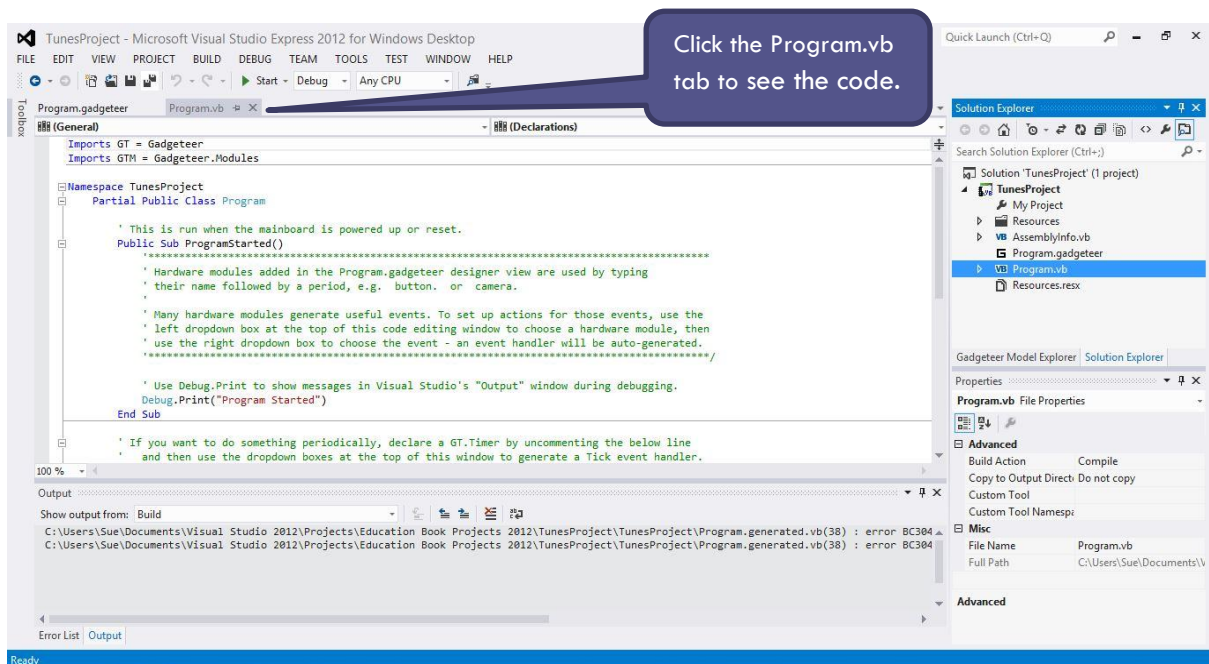 TunesProject - Microsoft Visual Studio Express 2012 for Windows Desktop
Quick Launch (Ctrl+Q)
FILE EDIT VIEW PROJECT BUILD DEBUG TEAM TOOLS TEST WINDOW HELP
Start Debug Any CPU
Click the Program.vb
tab to see the code.
Toolbox
Program.gadgeteer Program.vb
(General) (Declarations)
Imports GT = Gadgeteer
Imports GTM = Gadgeteer.Modules
Namespace TunesProject
Partial Public Class Program
' This is run when the mainboard is powered up or reset.
Public Sub ProgramStarted()
'*******************************************************************************************
' Hardware modules added in the Program.gadgeteer designer view are used by typing
' their name followed by a period, e.g. button. or camera.
'
' Many hardware modules generate useful events. To set up actions for those events, use the
' left dropdown box at the top of this code editing window to choose a hardware module, then
' use the right dropdown box to choose the event - an event handler will be auto-generated.
'*******************************************************************************************/
' Use Debug.Print to show messages in Visual Studio's "Output" window during debugging.
Debug.Print("Program Started")
End Sub
' If you want to do something periodically, declare a GT.Timer by uncommenting the below line
' and then use the dropdown boxes at the top of this window to generate a Tick event handler.
100 %
Output
Show output from: Build
C:\Users\Sue\Documents\Visual Studio 2012\Projects\Education Book Projects 2012\TunesProject\TunesProject\Program.generated.vb(38) : error BC304
C:\Users\Sue\Documents\Visual Studio 2012\Projects\Education Book Projects 2012\TunesProject\TunesProject\Program.generated.vb(38) : error BC304
Error List Output
Ready
Solution Explorer
Search Solution Explorer (Ctrl+;)
Solution 'TunesProject' (1 project)
TunesProject
My Project
Resources
VB AssemblyInfo.vb
Program.gadgeteer
VB Program.vb
Resources.resx
Gadgeteer Model Explorer Solution Explorer
Properties
Program.vb File Properties
Advanced
Build Action Compile
Copy to Output Direct Do not copy
Custom Tool
Custom Tool Namespa
Misc
File Name Program.vb
Full Path C:\Users\Sue\Documents\V
Advanced